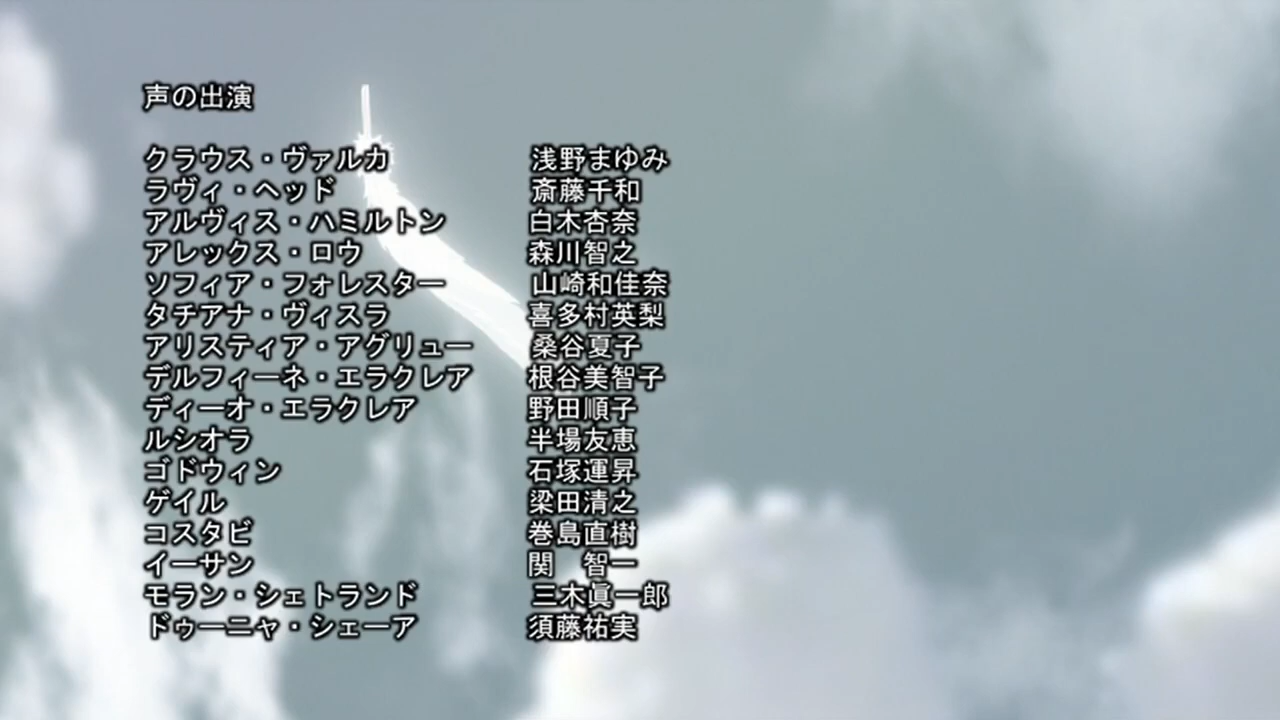 声の出演
クラウス・ヴァルカ 浅野まゆみ
ラヴィ・ヘッド 斎藤千和
アルヴィス・ハミルトン 白木杏奈
アレックス・ロウ 森川智之
ソフィア・フォレスター 山崎和佳奈
タチアナ・ヴィスラ 喜多村英梨
アリスティア・アグリュー 桑谷夏子
デルフィーネ・エラクレア 根谷美智子
ディーオ・エラクレア 野田順子
ルシオラ 半場友恵
ゴドウィン 石塚運昇
ゲイル 梁田清之
コスタビ 巻島直樹
イーサン 関　智一
モラン・シェトランド 三木眞一郎
ドゥーニャ・シェーア 須藤祐実